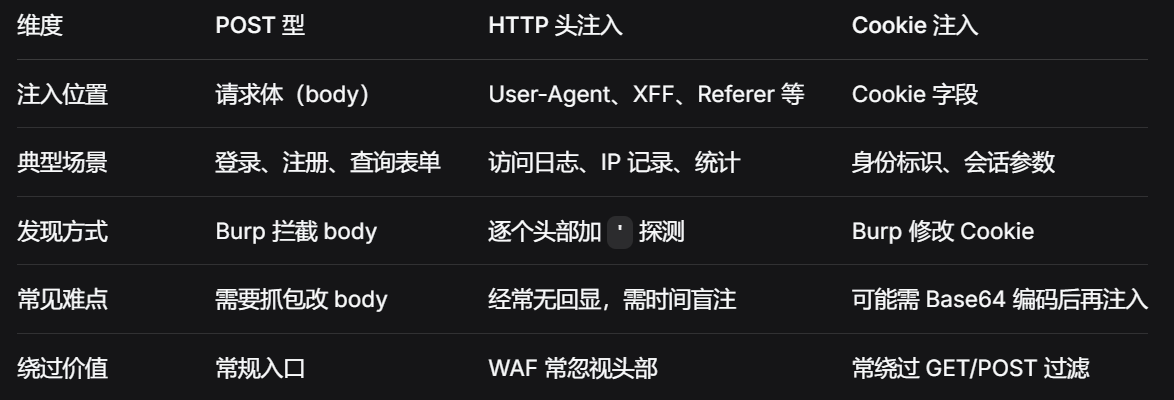 维度 POST 型 HTTP 头注入 Cookie 注入
注入位置 请求体（body） User-Agent、XFF、Referer 等 Cookie 字段
典型场景 登录、注册、查询表单 访问日志、IP 记录、统计 身份标识、会话参数
发现方式 Burp 拦截 body 逐个头部加 ' 探测 Burp 修改 Cookie
常见难点 需要抓包改 body 经常无回显，需时间盲注 可能需 Base64 编码后再注入
绕过价值 常规入口 WAF 常忽视头部 常绕过 GET/POST 过滤